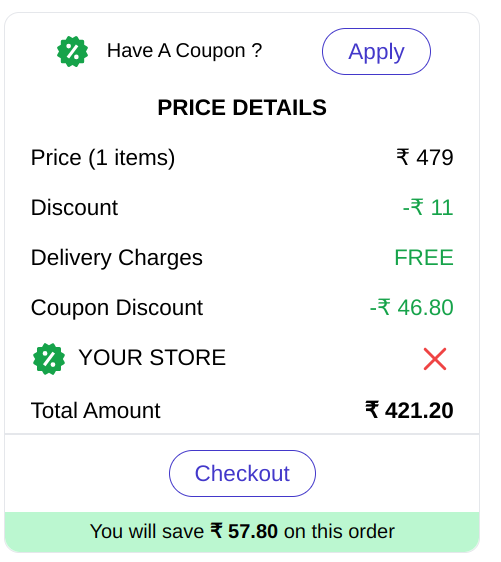 Have A Coupon ? Apply
PRICE DETAILS
Price (1 items) ₹ 479
Discount -₹ 11
Delivery Charges FREE
Coupon Discount -₹ 46.80
YOUR STORE
Total Amount ₹ 421.20
Checkout
You will save ₹ 57.80 on this order